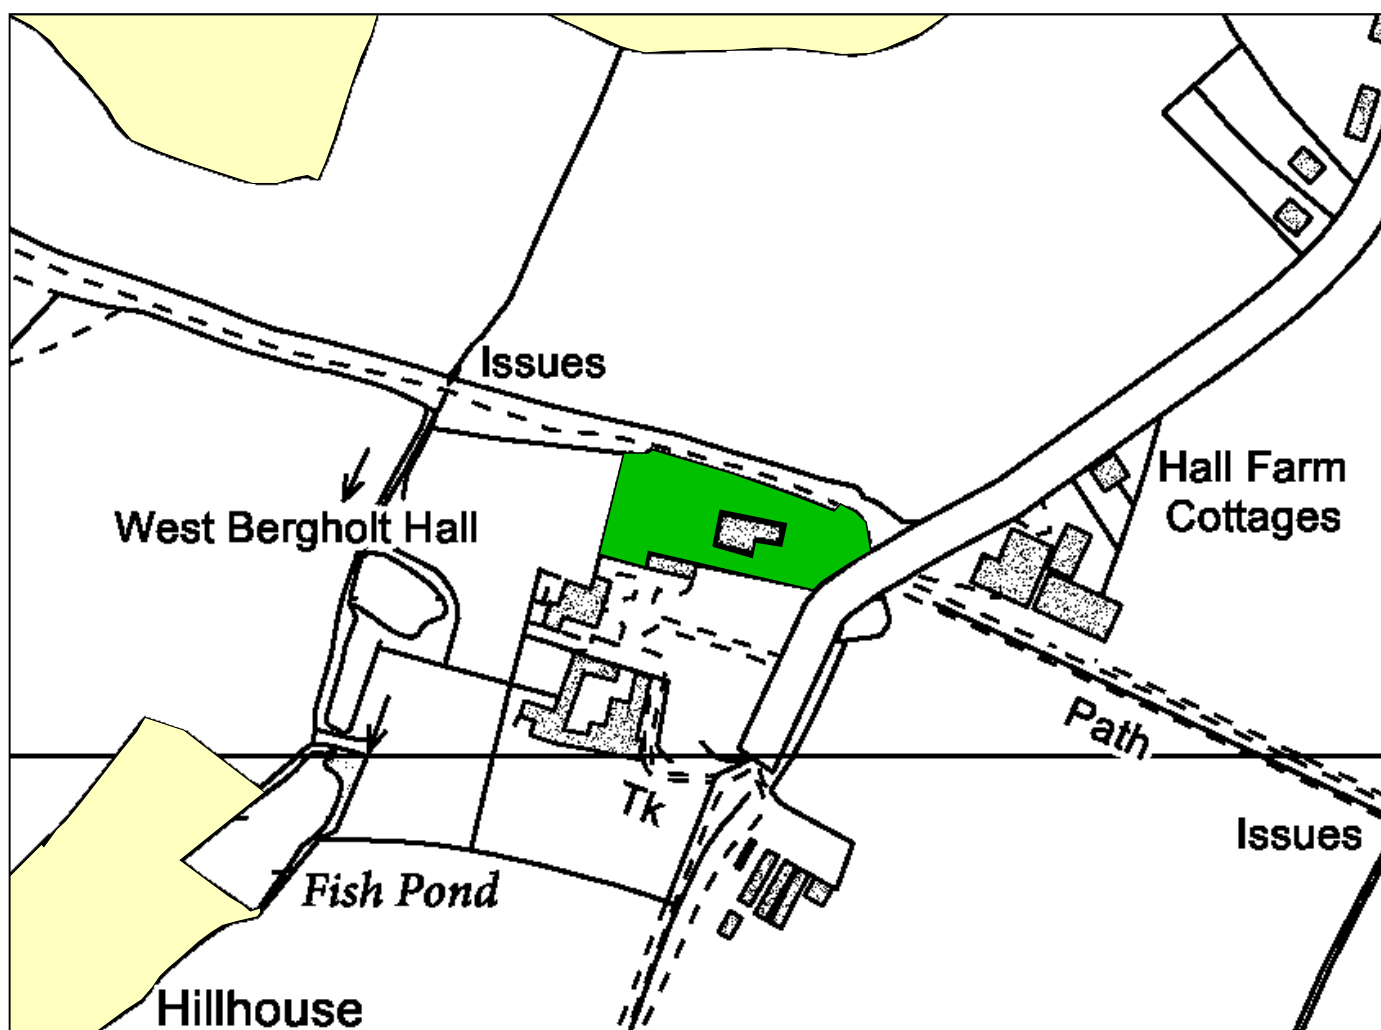 Issues
Hall Farm
Cottages
West Bergholt Hall
Path
Tk
Issues
Fish Pond
Hillhouse